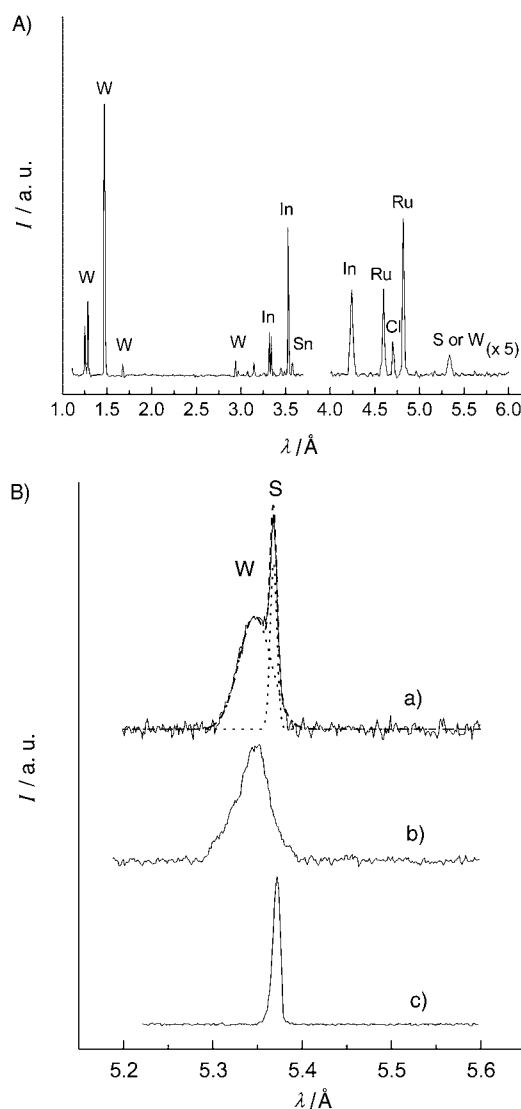 A)
W
W
W
W
In
In
Sn
In
Ru
Cl
Ru
S or W (x 5)
I / a. u.
1.0 1.5 2.0 2.5 3.0 3.5 4.0 4.5 5.0 5.5 6.0
λ /Å
B)
S
W
a)
b)
c)
I / a. u.
5.2 5.3 5.4 5.5 5.6
λ /Å